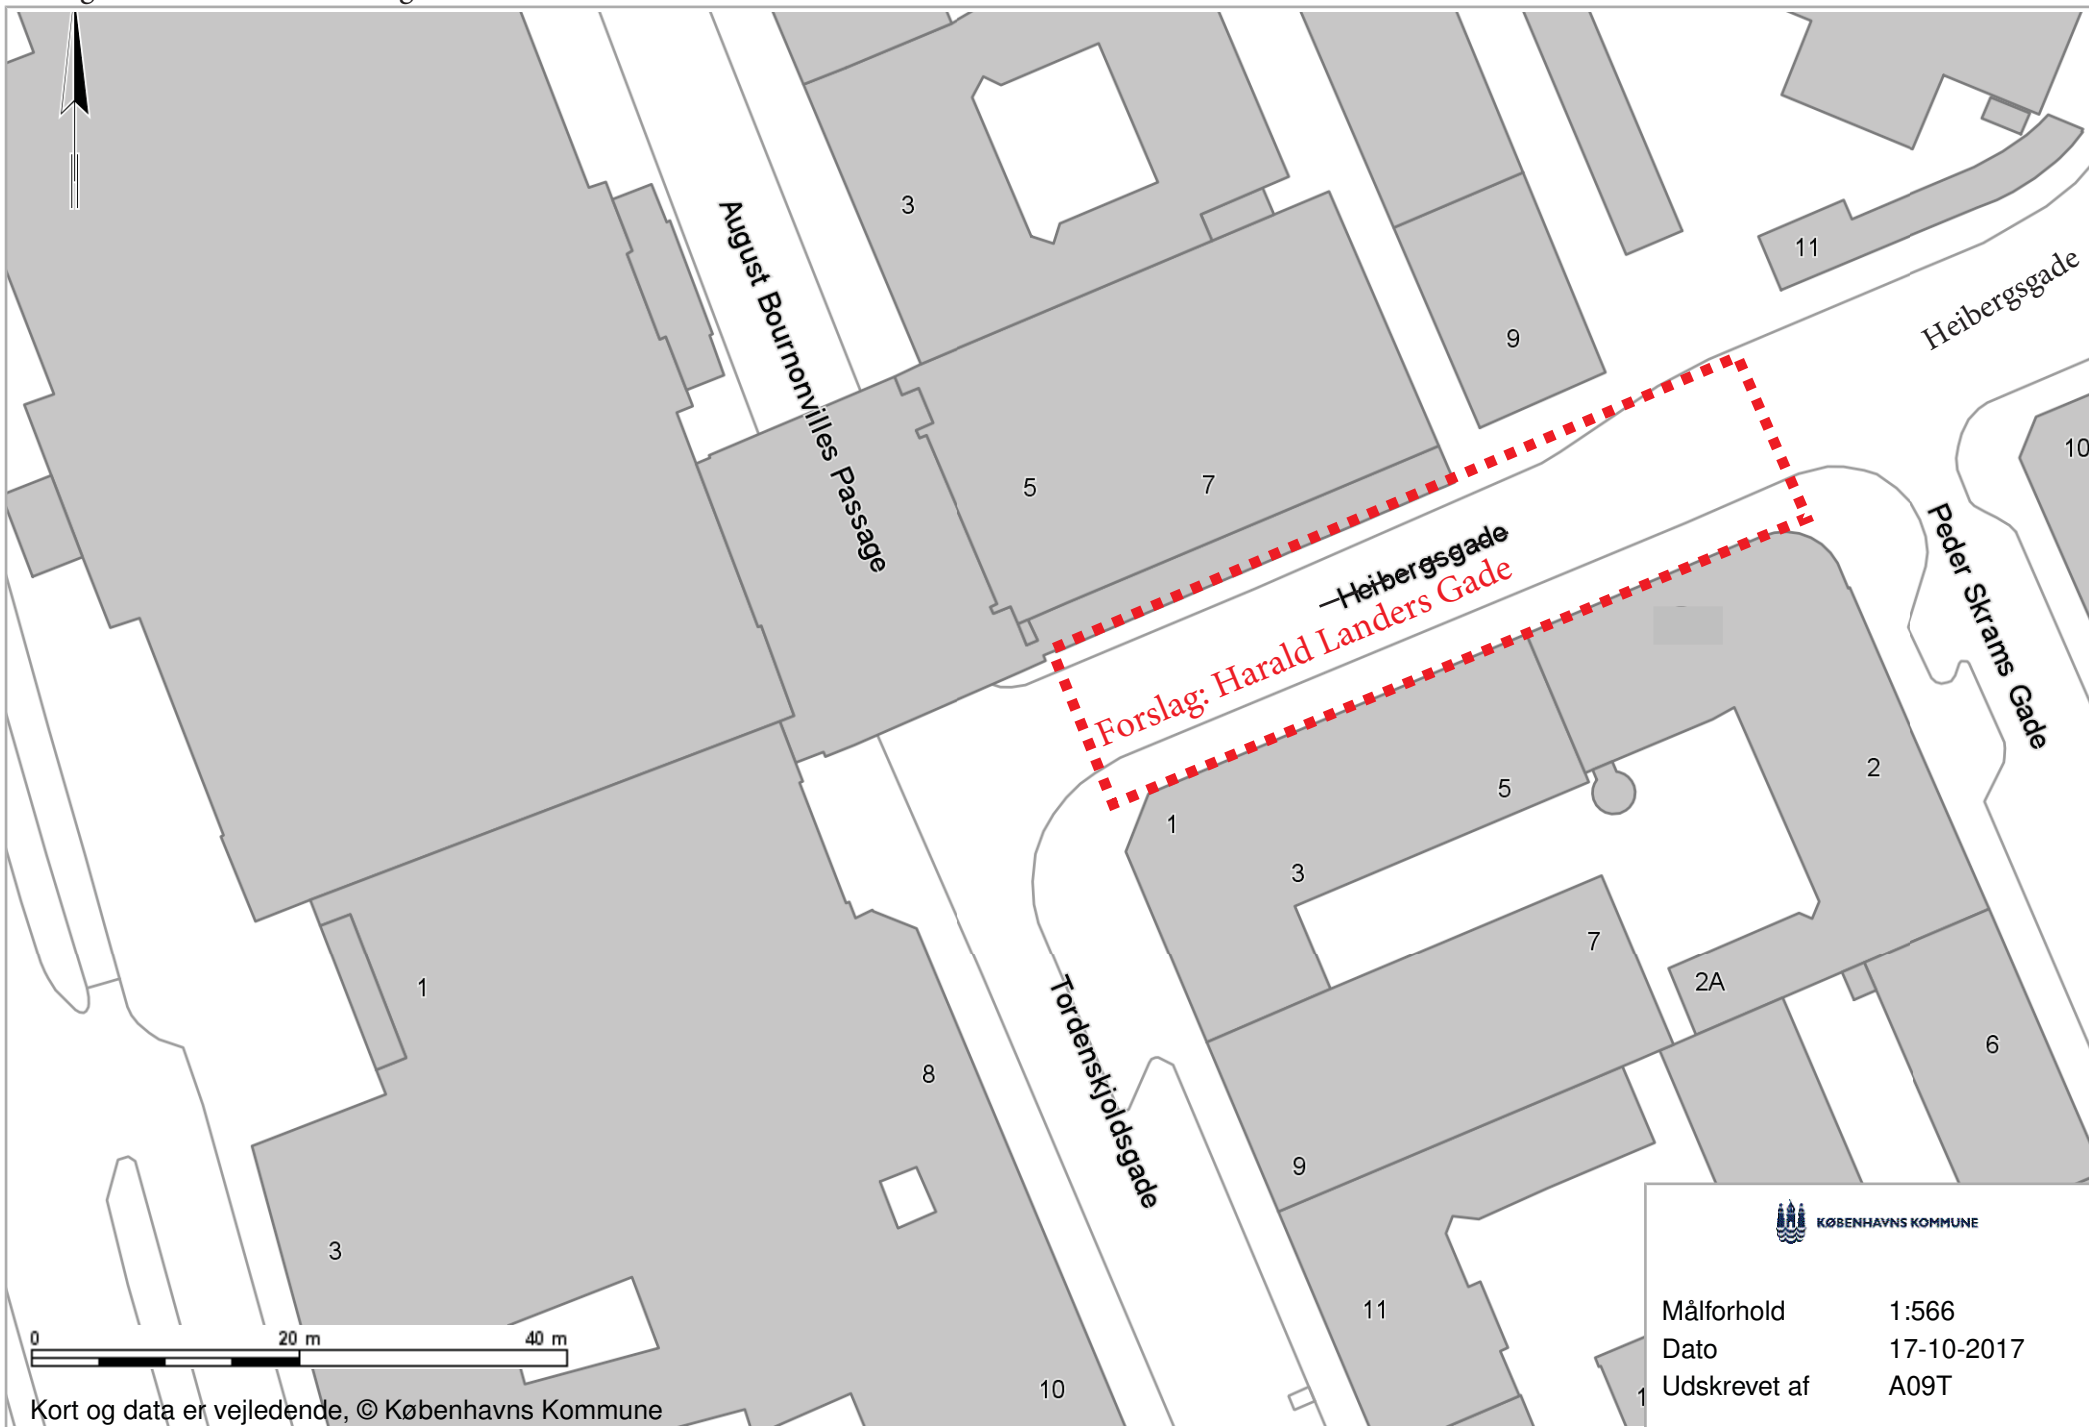 3
11
Heibergsgade
August Bournonvilles Passage
9
10
5
7
Heibergsgade
Forslag: Harald Landers Gade
Peder Skrams Gade
1
5
2
3
7
2A
1
Tordenskjoldsgade
6
8
9
3
11
10
KØBENHAVNS KOMMUNE
Målforhold 1:566
Dato 17-10-2017
Udskrevet af A09T
0 20 m 40 m
Kort og data er vejledende, © Københavns Kommune